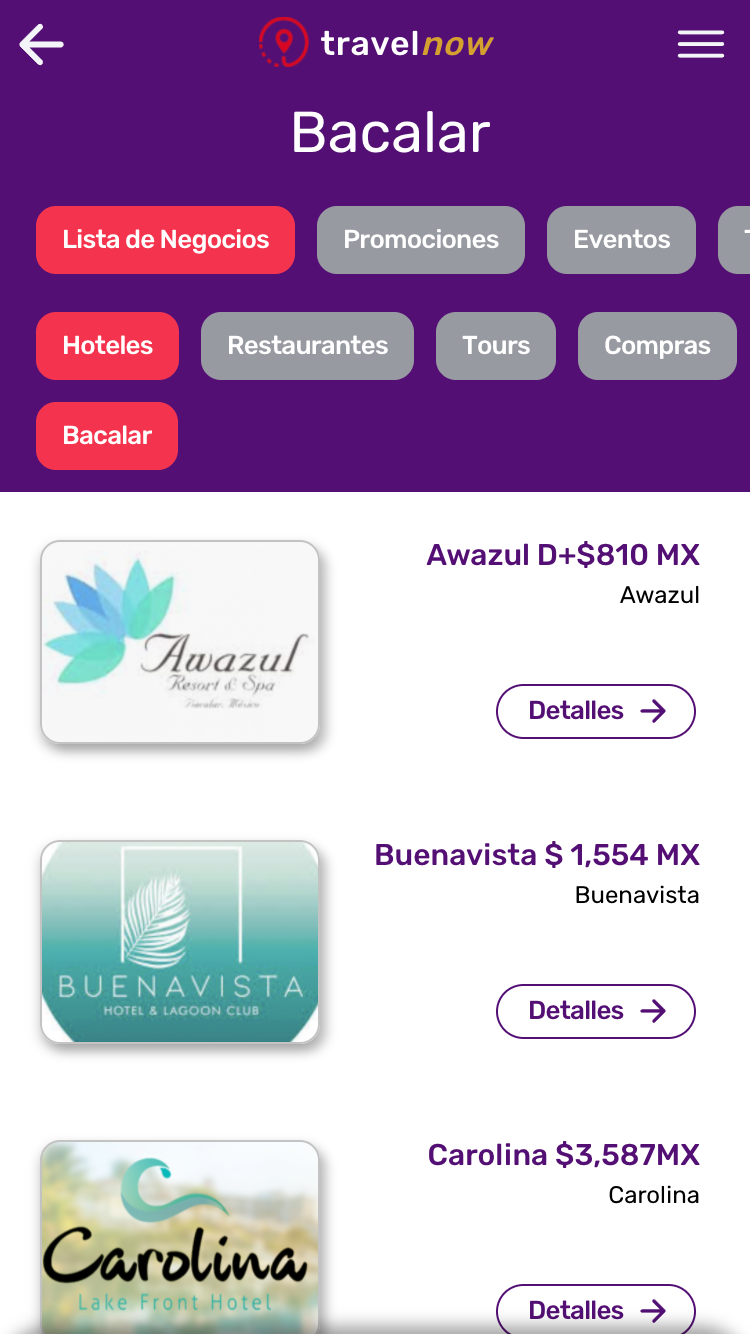 travelnow
Bacalar
Lista de Negocios
Promociones
Eventos
Hoteles
Restaurantes
Tours
Compras
Bacalar
Awazul
Resort & Spa
Awazul D+$810 MX
Awazul
Detalles
BUENAVISTA
HOTEL & LAGOON CLUB
Buenavista $ 1,554 MX
Buenavista
Detalles
Carolina
Lake Front Hotel
Carolina $3,587MX
Carolina
Detalles